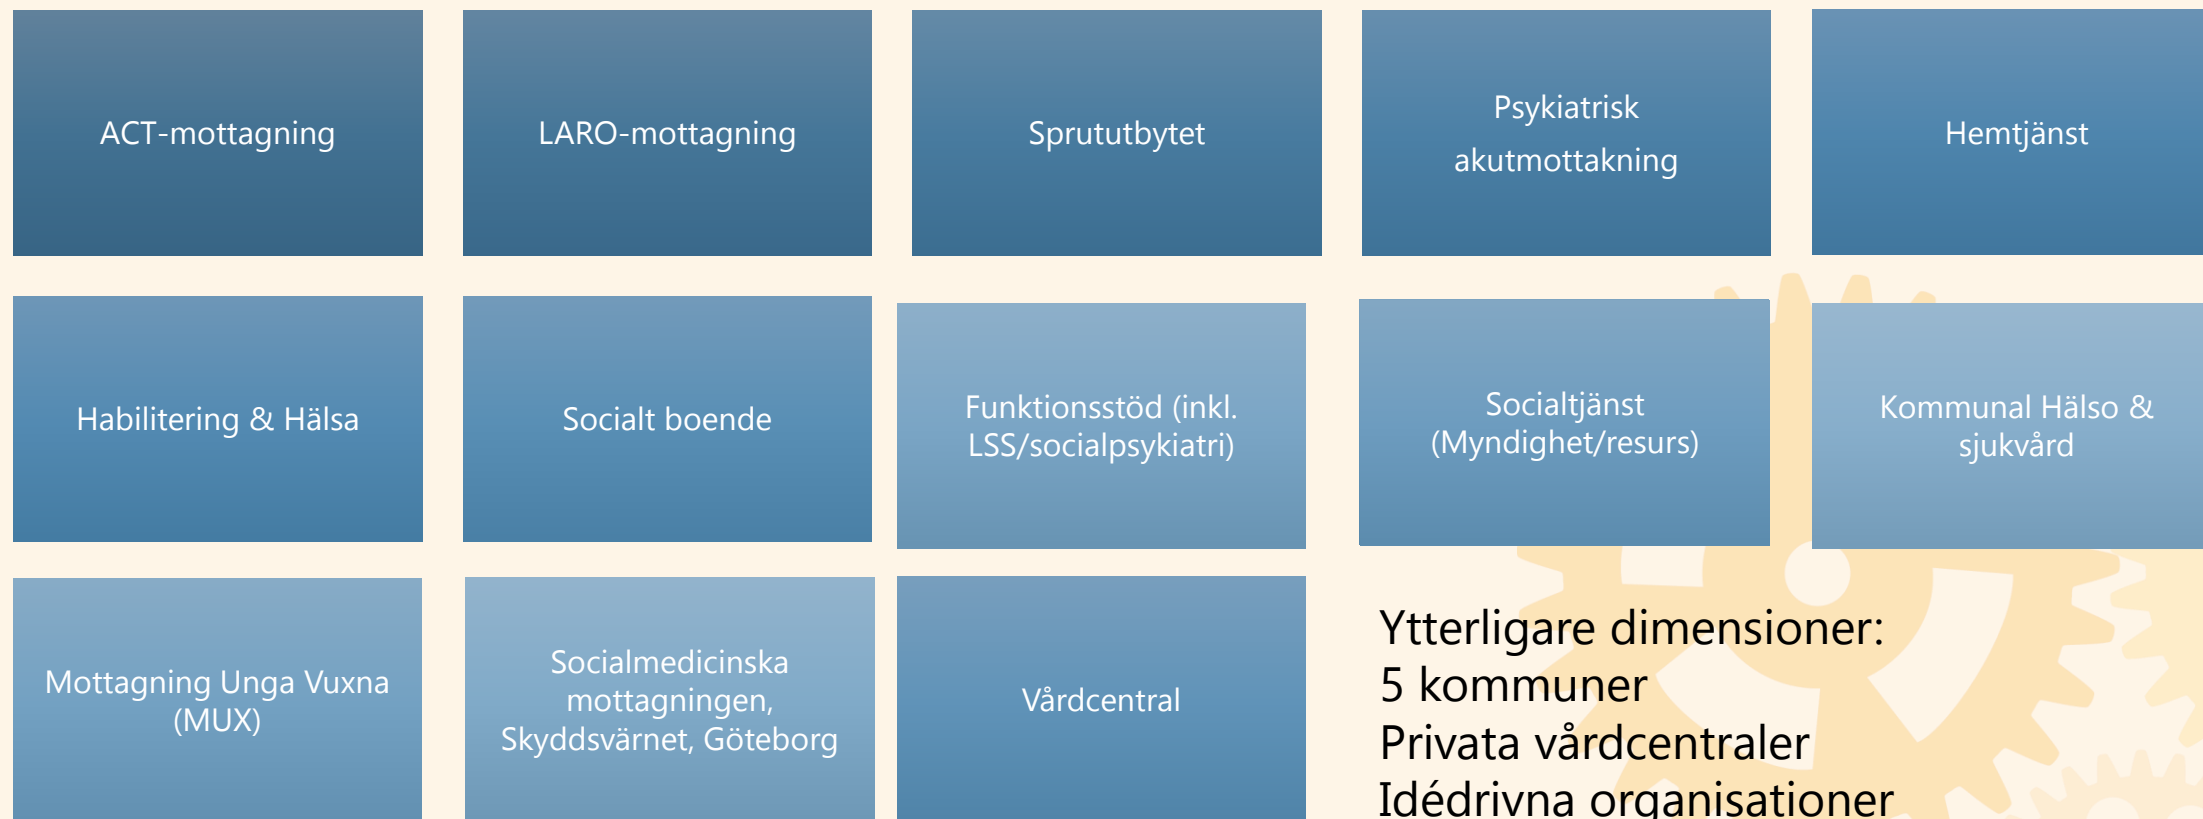 ACT-mottagning
LARO-mottagning
Sprututbytet
Psykiatrisk
akutmottakning
Hemtjänst
Habilitering & Hälsa
Socialt boende
Funktionsstöd (inkl.
LSS/socialpsykiatri)
Socialtjänst
(Myndighet/resurs)
Kommunal Hälso &
sjukvård
Mottagning Unga Vuxna
(MUX)
Socialmedicinska
mottagningen,
Skyddsvärnet, Göteborg
Vårdcentral
Ytterligare dimensioner:
5 kommuner
Privata vårdcentraler
Idédrivna organisationer